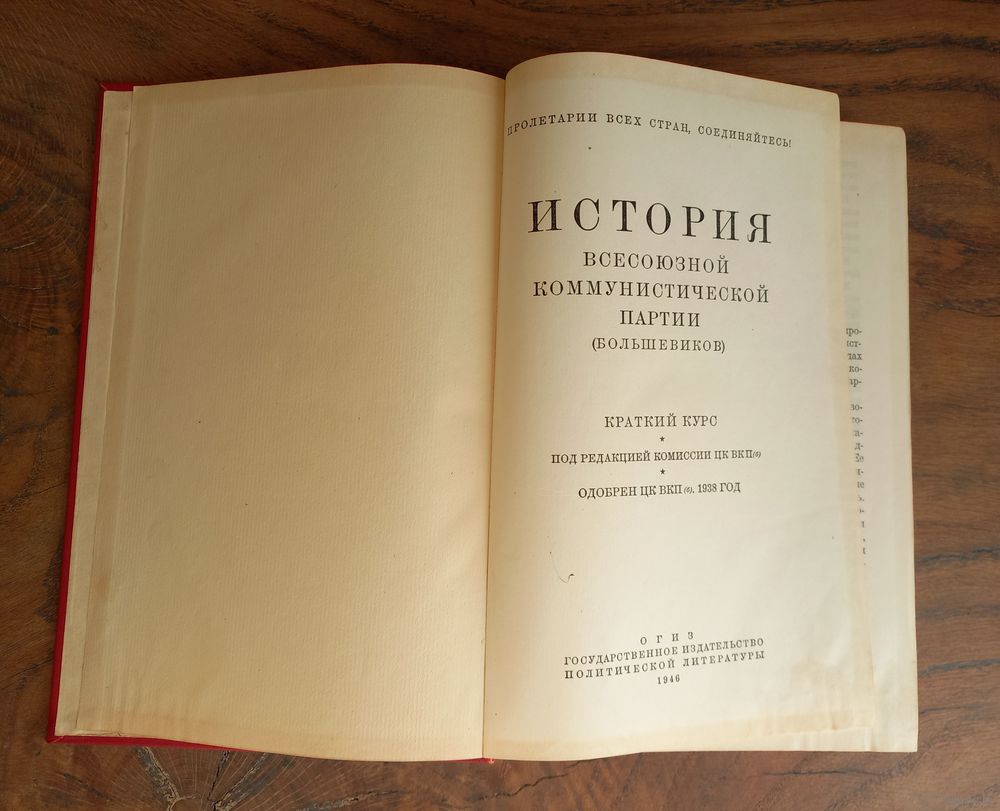 ПРОЛЕТАРИИ ВСЕХ СТРАН, СОЕДИНЯЙТЕСЬ!
ИСТОРИЯ
ВСЕСОЮЗНОЙ
КОММУНИСТИЧЕСКОЙ
ПАРТИИ
(БОЛЬШЕВИКОВ)
КРАТКИЙ КУРС
ПОД РЕДАКЦИЕЙ КОМИССИИ ЦК ВКП(б)
ОДОБРЕН ЦК ВКП(б). 1938 ГОД
ОГИЗ
ГОСУДАРСТВЕННОЕ ИЗДАТЕЛЬСТВО
ПОЛИТИЧЕСКОЙ ЛИТЕРАТУРЫ
1946